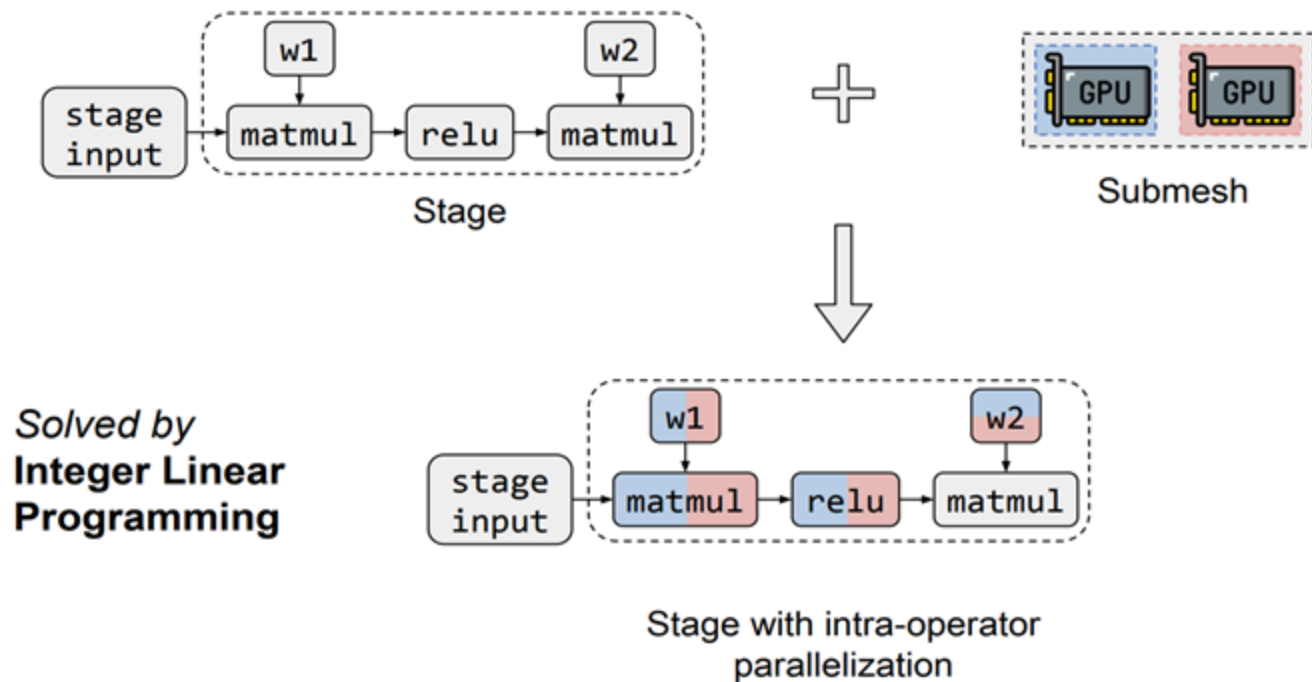 w1
w2
stage
input
matmul
relu
matmul
Stage
GPU
GPU
Submesh
Solved by
Integer Linear
Programming
w1
w2
stage
input
matmul
relu
matmul
Stage with intra-operator
parallelization